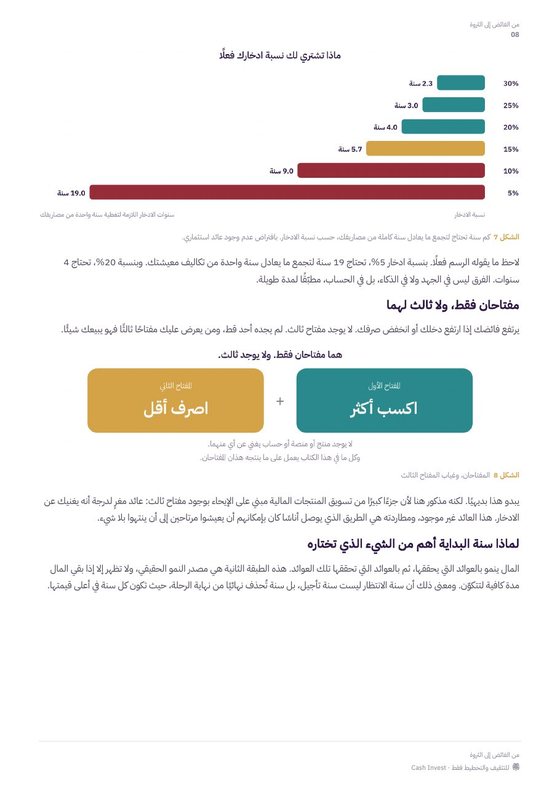 من الفائض إلى الثروة
08
ماذا تشتري لك نسبة ادخارك فعلًا
30% 2.3 سنة
25% 3.0 سنة
20% 4.0 سنة
15% 5.7 سنة
10% 9.0 سنة
5% 19.0 سنة
نسبة الادخار
سنوات الادخار اللازمة لتغطية سنة واحدة من مصاريفك
الشكل 7 كم سنة تحتاج لتجمع ما يعادل سنة كاملة من مصاريفك، حسب نسبة الادخار. بافتراض عدم وجود عائد استثماري.
لاحظ ما يقوله الرسم فعلًا. بنسبة ادخار 5%، تحتاج 19 سنة لتجمع ما يعادل سنة واحدة من تكاليف معيشتك. وبنسبة 20%، تحتاج 4
سنوات. الفرق ليس في الجهد ولا في الذكاء، بل في الحساب، مطبّقًا لمدة طويلة.
مفتاحان فقط، ولا ثالث لهما
يرتفع فائضك إذا ارتفع دخلك أو انخفض صرفك. لا يوجد مفتاح ثالث. لم يجده أحد قط، ومن يعرض عليك مفتاحًا ثالثًا فهو يبيعك شيئًا.
هما مفتاحان فقط. ولا يوجد ثالث.
المفتاح الأول
اكسب أكثر
+
المفتاح الثاني
اصرف أقل
لا يوجد منتج أو منصة أو حساب يغني عن أي منهما.
وكل ما في هذا الكتاب يعمل على ما ينتجه هذان المفتاحان.
الشكل 8 المفتاحان، وغياب المفتاح الثالث
يبدو هذا بديهيًا. لكنه مذكور هنا لأن جزءًا كبيرًا من تسويق المنتجات المالية مبني على الإيحاء بوجود مفتاح ثالث: عائد مغرٍ لدرجة أنه يغنيك عن
الادخار. هذا العائد غير موجود، ومطاردته هي الطريق الذي يوصل أناسًا كان بإمكانهم أن يعيشوا مرتاحين إلى أن ينتهوا بلا شيء.
لماذا سنة البداية أهم من الشيء الذي تختاره
المال ينمو بالعوائد التي يحققها، ثم بالعوائد التي تحققها تلك العوائد. هذه الطبقة الثانية هي مصدر النمو الحقيقي، ولا تظهر إلا إذا بقي المال
مدة كافية لتتكوّن. ومعنى ذلك أن سنة الانتظار ليست سنة تأجيل، بل سنة تُحذف نهائيًا من نهاية الرحلة، حيث تكون كل سنة في أعلى قيمتها.
من الفائض إلى الثروة
للتثقيف والتخطيط فقط · Cash Invest